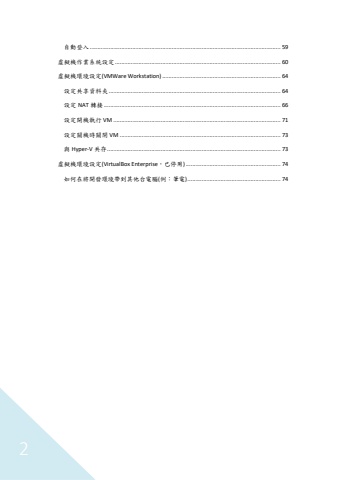 自動登入 59
虛擬機作業系統設定 60
虛擬機環境設定(VMWare Workstation) 64
設定共享資料夾 64
設定 NAT 轉接 66
設定開機執行 VM 71
設定關機時關閉 VM 73
與 Hyper-V 共存 73
虛擬機環境設定(VirtualBox Enterprise，已停用) 74
如何在將開發環境帶到其他台電腦(例：筆電) 74
2